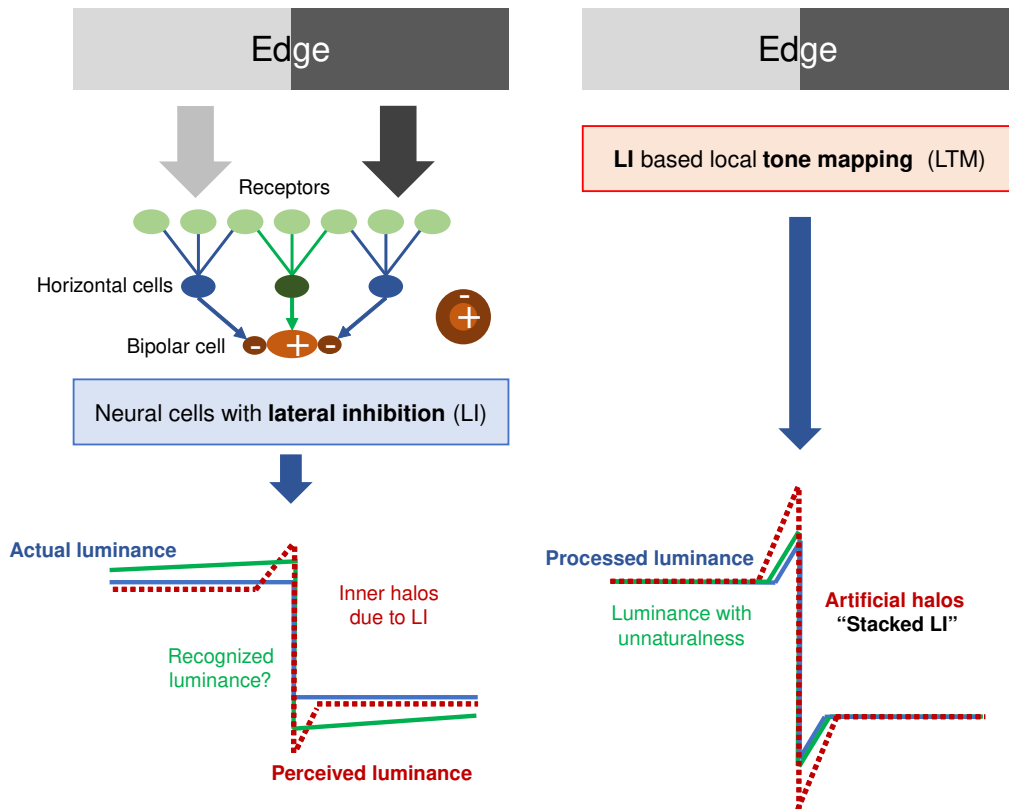 Edge
Receptors
Horizontal cells
-
+
Bipolar cell
-
+
-
Neural cells with lateral inhibition (LI)
Actual luminance
Inner halos
due to LI
Recognized
luminance?
Perceived luminance
Edge
LI based local tone mapping (LTM)
Processed luminance
Luminance with
unnaturalness
Artificial halos
“Stacked LI”